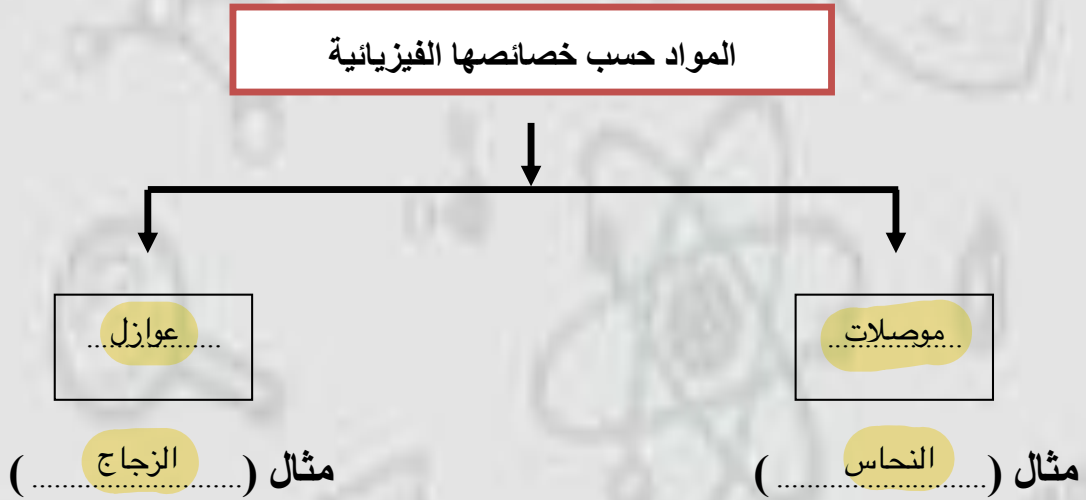 المواد حسب خصائصها الفيزيائية
موصلات
عوازل
مثال (النحاس)
مثال (الزجاج)